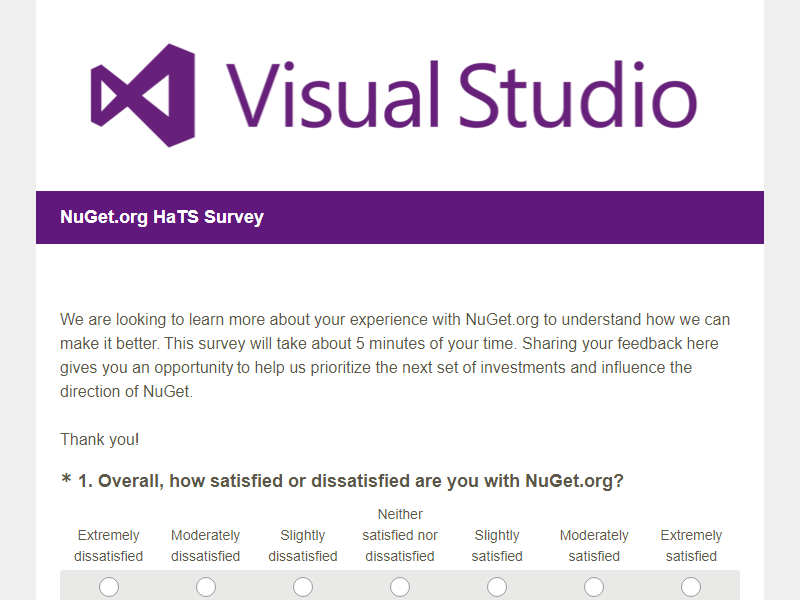 Visual Studio
NuGet.org HaTS Survey
We are looking to learn more about your experience with NuGet.org to understand how we can
make it better. This survey will take about 5 minutes of your time. Sharing your feedback here
gives you an opportunity to help us prioritize the next set of investments and influence the
direction of NuGet.
Thank you!
* 1. Overall, how satisfied or dissatisfied are you with NuGet.org?
Extremely dissatisfied
Moderately dissatisfied
Slightly dissatisfied
Neither satisfied nor dissatisfied
Slightly satisfied
Moderately satisfied
Extremely satisfied